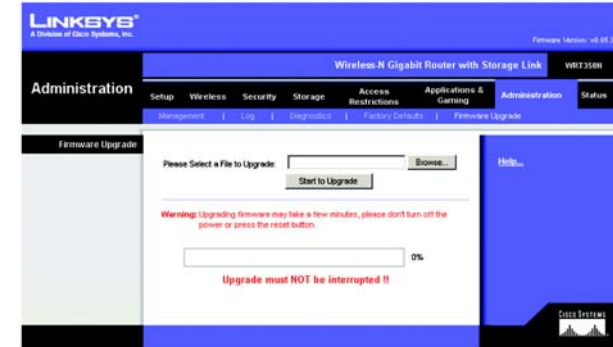 LINKSYS®
A Division of Cisco Systems, Inc.
Firmware Version: v0.05.3
Wireless-N Gigabit Router with Storage Link WRT350N
Administration
Setup Wireless Security Storage Access Restrictions Applications & Gaming Administration Status
Management | Log | Diagnostics | Factory Defaults | Firmware Upgrade
Firmware Upgrade
Please Select a File to Upgrade: Browse...
Start to Upgrade
Help...
Warning: Upgrading firmware may take a few minutes, please don't turn off the
power or press the reset button.
0%
Upgrade must NOT be interrupted !!
CISCO SYSTEMS